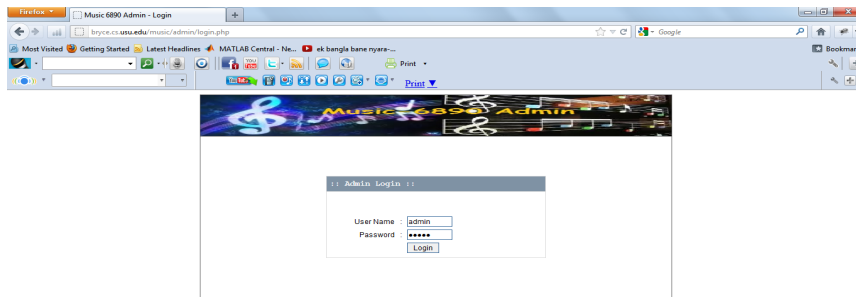 Firefox
Music 6890 Admin - Login
bryce.cs.usu.edu/music/admin/login.php
Google
Most Visited Getting Started Latest Headlines MATLAB Central - Ne... ek bangla bane nyara-...
Bookmar
Print
Print
Music 6890 Admin
:: Admin Login ::
User Name : admin
Password : •••••
Login